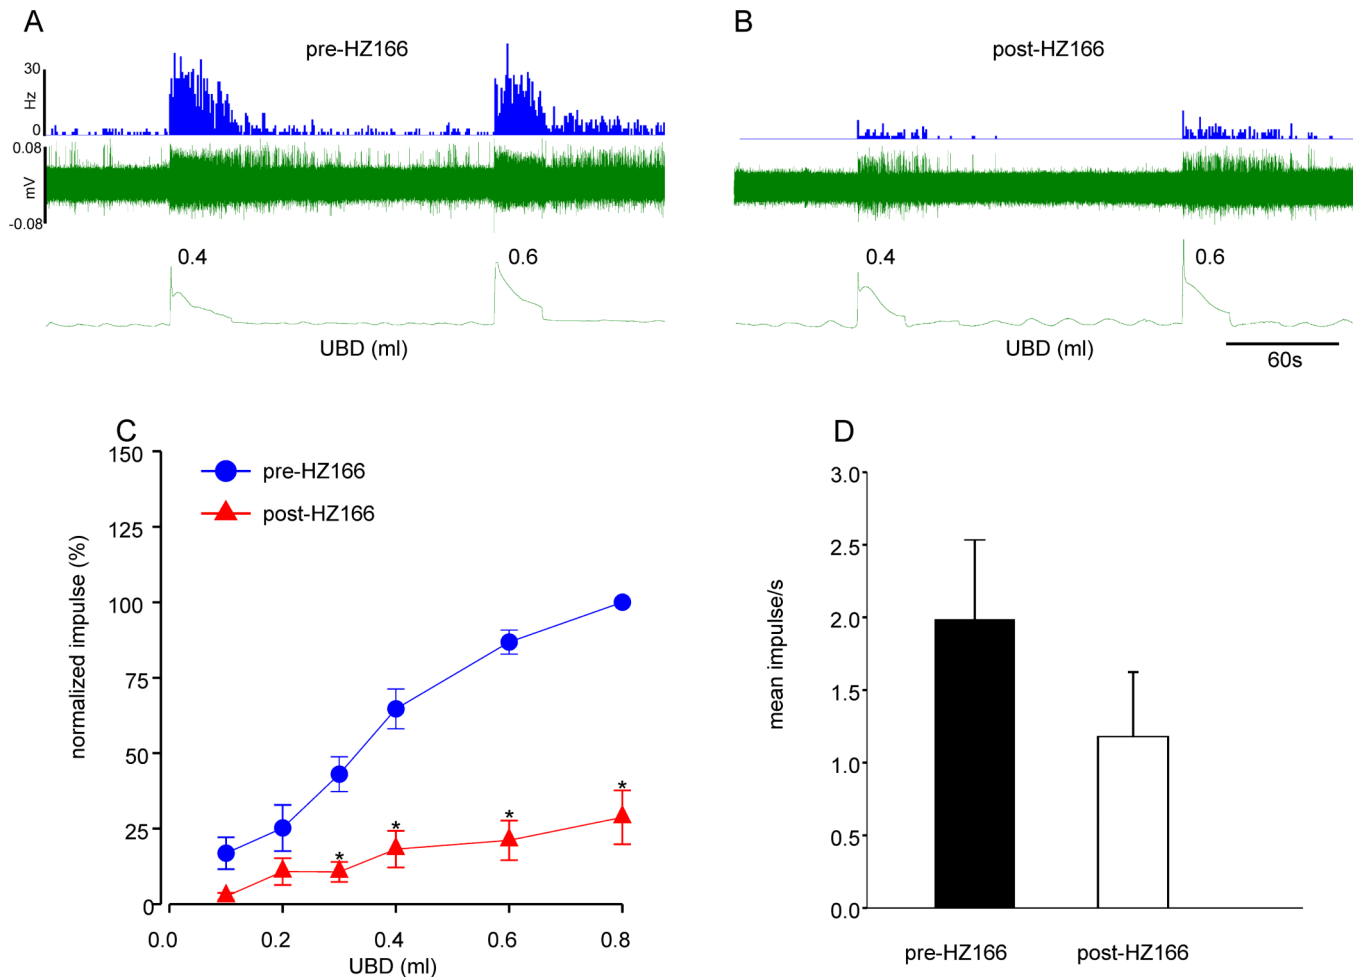 A
pre-HZ166
30
Hz
0
0.08
mV
-0.08
0.4
0.6
UBD (ml)
B
post-HZ166
0.4
0.6
UBD (ml)
60s
C
150
125
100
75
50
25
0
normalized impulse (%)
pre-HZ166
post-HZ166
*
*
*
*
0.0
0.2
0.4
0.6
0.8
UBD (ml)
D
3.0
2.5
2.0
1.5
1.0
0.5
0.0
mean impulse/s
pre-HZ166
post-HZ166